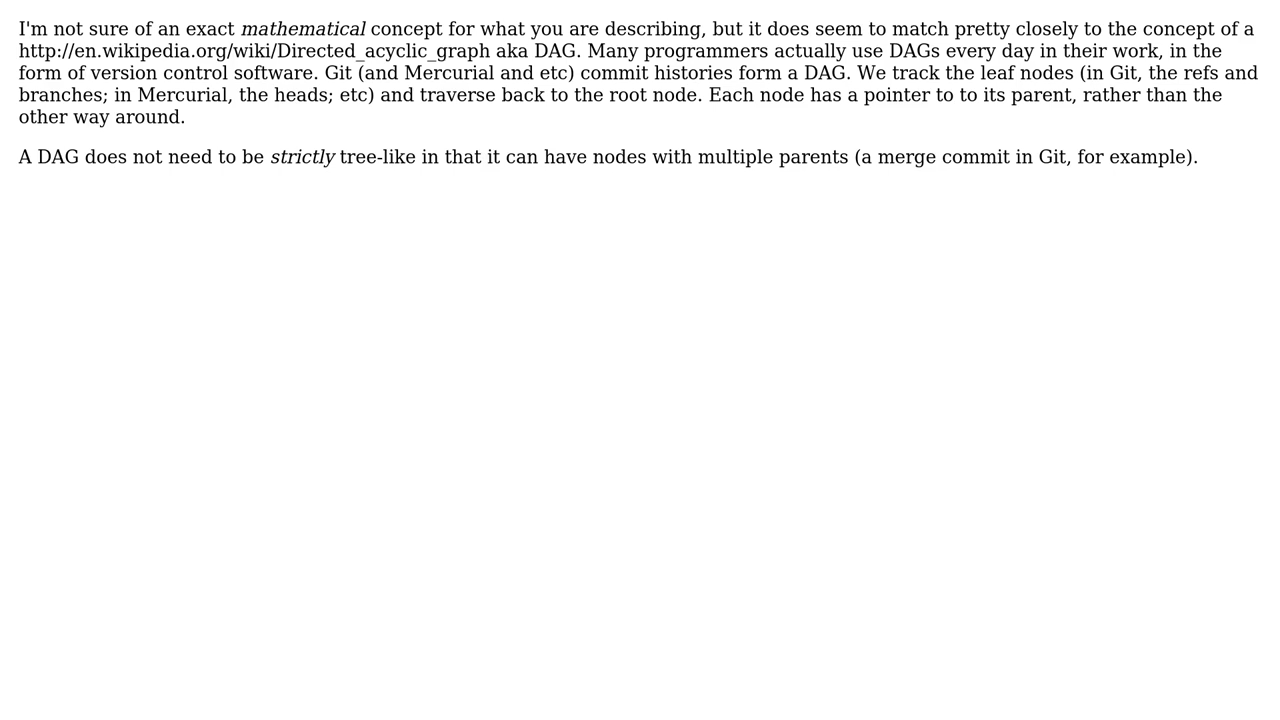 I'm not sure of an exact mathematical concept for what you are describing, but it does seem to match pretty closely to the concept of a
http://en.wikipedia.org/wiki/Directed_acyclic_graph aka DAG. Many programmers actually use DAGs every day in their work, in the
form of version control software. Git (and Mercurial and etc) commit histories form a DAG. We track the leaf nodes (in Git, the refs and
branches; in Mercurial, the heads; etc) and traverse back to the root node. Each node has a pointer to to its parent, rather than the
other way around.
A DAG does not need to be strictly tree-like in that it can have nodes with multiple parents (a merge commit in Git, for example).